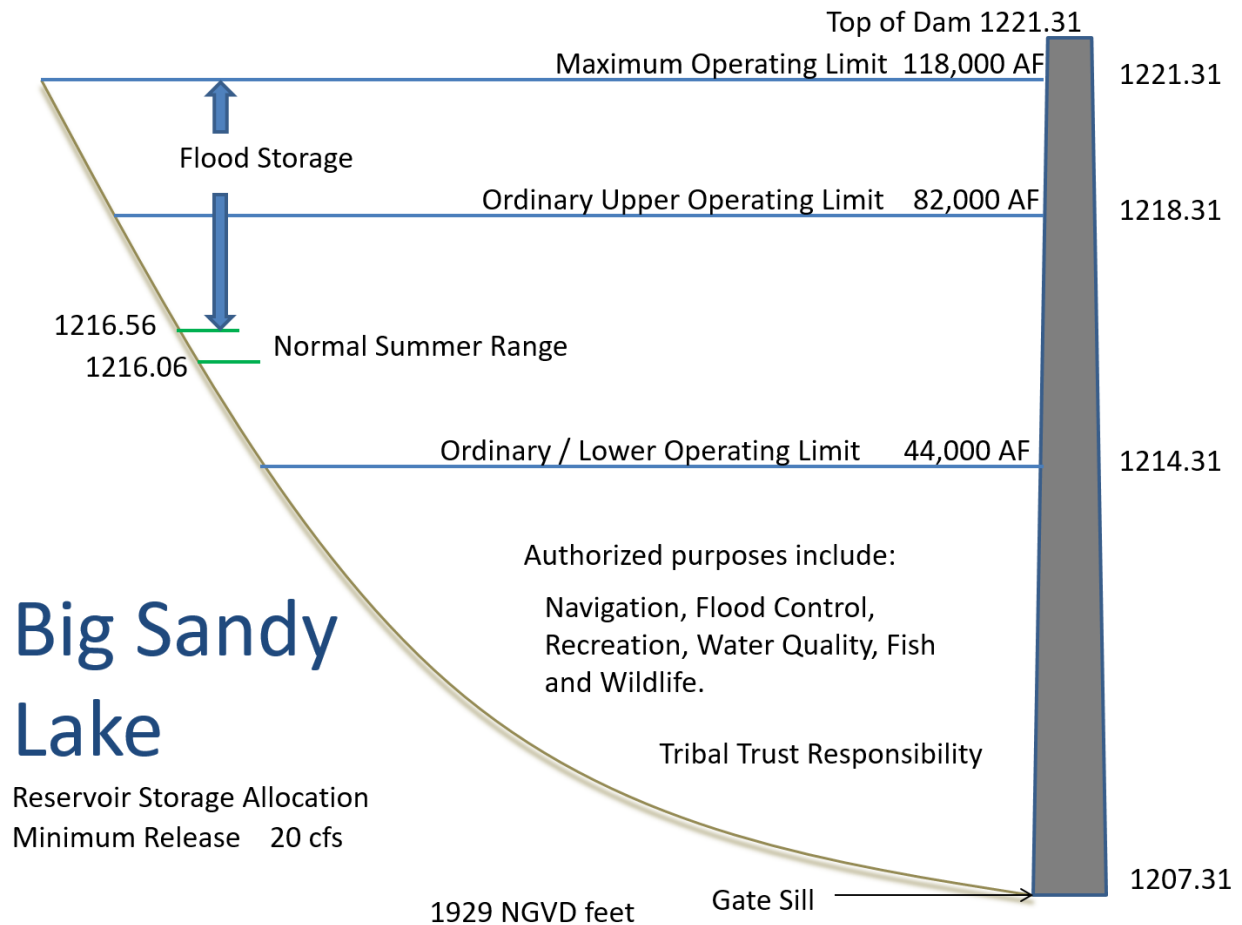 Top of Dam 1221.31
Maximum Operating Limit 118,000 AF
1221.31
Flood Storage
Ordinary Upper Operating Limit 82,000 AF
1218.31
1216.56
Normal Summer Range
1216.06
Ordinary / Lower Operating Limit 44,000 AF
1214.31
Authorized purposes include:
Navigation, Flood Control,
Recreation, Water Quality, Fish
and Wildlife.
Big Sandy
Lake
Tribal Trust Responsibility
Reservoir Storage Allocation
Minimum Release 20 cfs
1207.31
Gate Sill
1929 NGVD feet